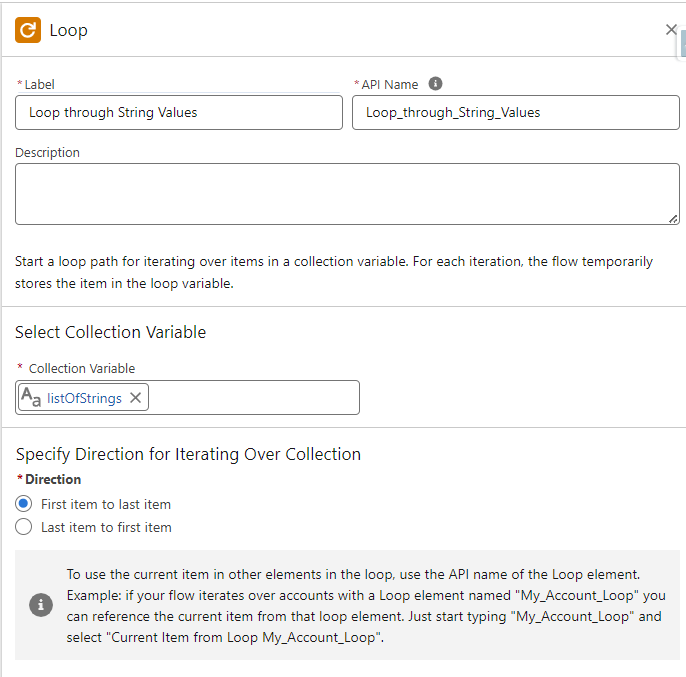 Loop
*Label
*API Name
Loop through String Values
Loop_through_String_Values
Description
Start a loop path for iterating over items in a collection variable. For each iteration, the flow temporarily
stores the item in the loop variable.
Select Collection Variable
* Collection Variable
Aa listOfStrings
Specify Direction for Iterating Over Collection
*Direction
First item to last item
Last item to first item
To use the current item in other elements in the loop, use the API name of the Loop element.
Example: if your flow iterates over accounts with a Loop element named "My_Account_Loop" you
can reference the current item from that loop element. Just start typing "My_Account_Loop" and
select "Current Item from Loop My_Account_Loop".